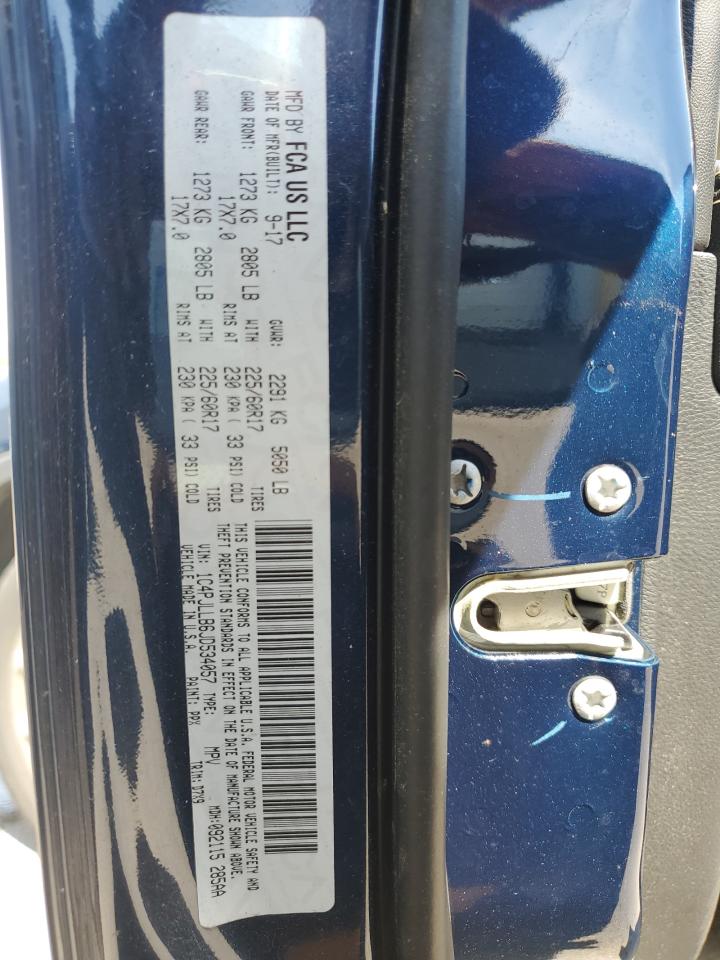 MFD BY FCA US LLC
DATE OF MFR(BUILT): 9-17 GVWR: 2291 KG 5050 LB
GAWR FRONT: 1273 KG 2805 LB WITH 225/60R17 TIRES
17X7.0 RIMS AT 230 KPA ( 33 PSI) COLD
GAWR REAR: 1273 KG 2805 LB WITH 225/60R17 TIRES
17X7.0 RIMS AT 230 KPA ( 33 PSI) COLD
THIS VEHICLE CONFORMS TO ALL APPLICABLE U.S.A. FEDERAL MOTOR VEHICLE SAFETY AND
THEFT PREVENTION STANDARDS IN EFFECT ON THE DATE OF MANUFACTURE SHOWN ABOVE.
VIN: 1C4PJLLB6JD534057 TYPE: MPV MDH:092115 285AA
VEHICLE MADE IN U.S.A. PAINT: PPX TRIM: D7X9